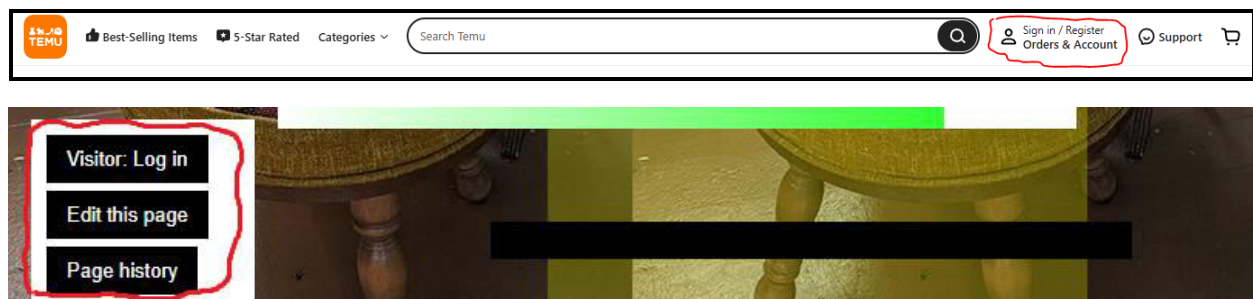 TEMU
Best-Selling Items
5-Star Rated
Categories
Search Temu
Sign in / Register
Orders & Account
Support
Visitor: Log in
Edit this page
Page history